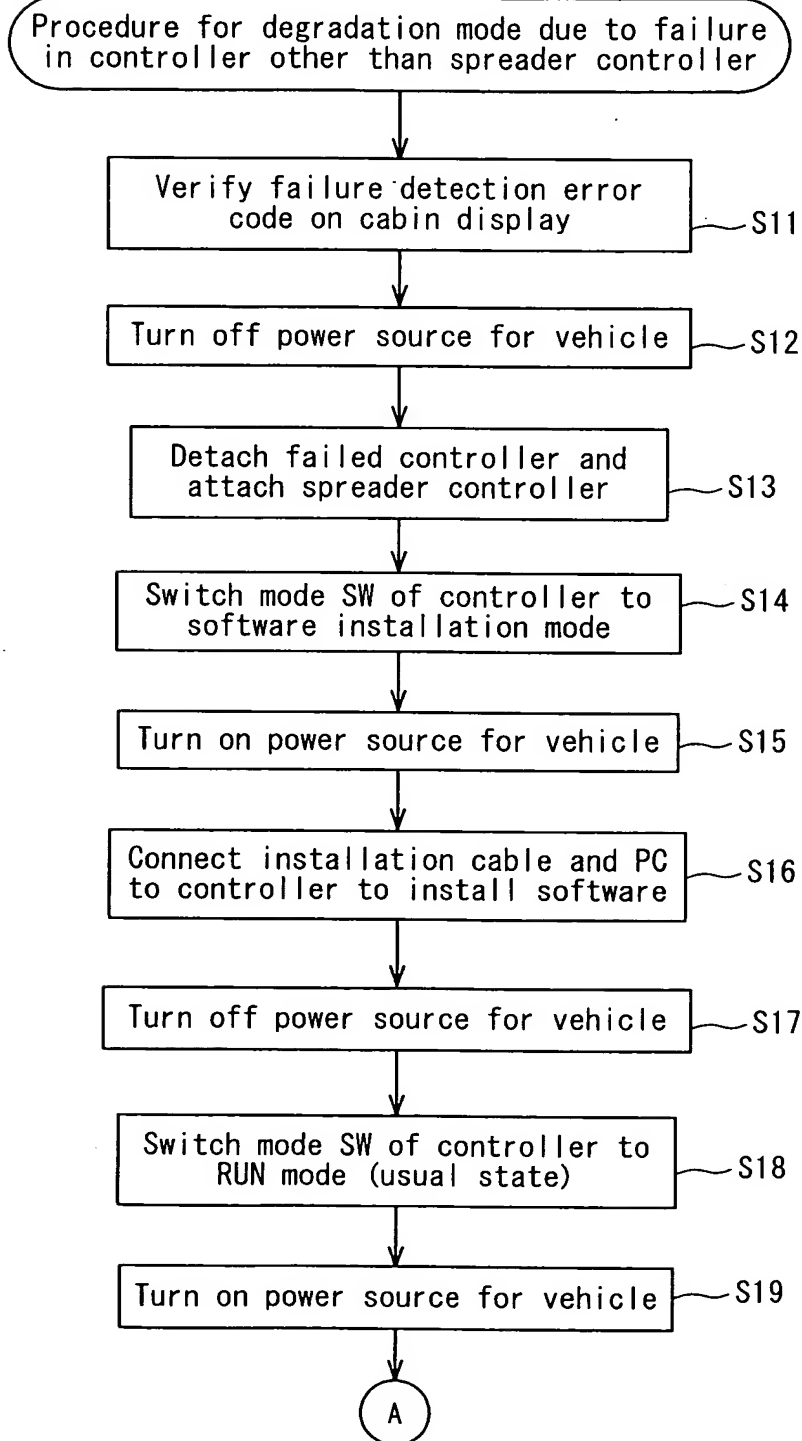 Procedure for degradation mode due to failure
in controller other than spreader controller
Verify failure detection error
code on cabin display
S11
Turn off power source for vehicle
S12
Detach failed controller and
attach spreader controller
S13
Switch mode SW of controller to
software installation mode
S14
Turn on power source for vehicle
S15
Connect installation cable and PC
to controller to install software
S16
Turn off power source for vehicle
S17
Switch mode SW of controller to
RUN mode (usual state)
S18
Turn on power source for vehicle
S19
A